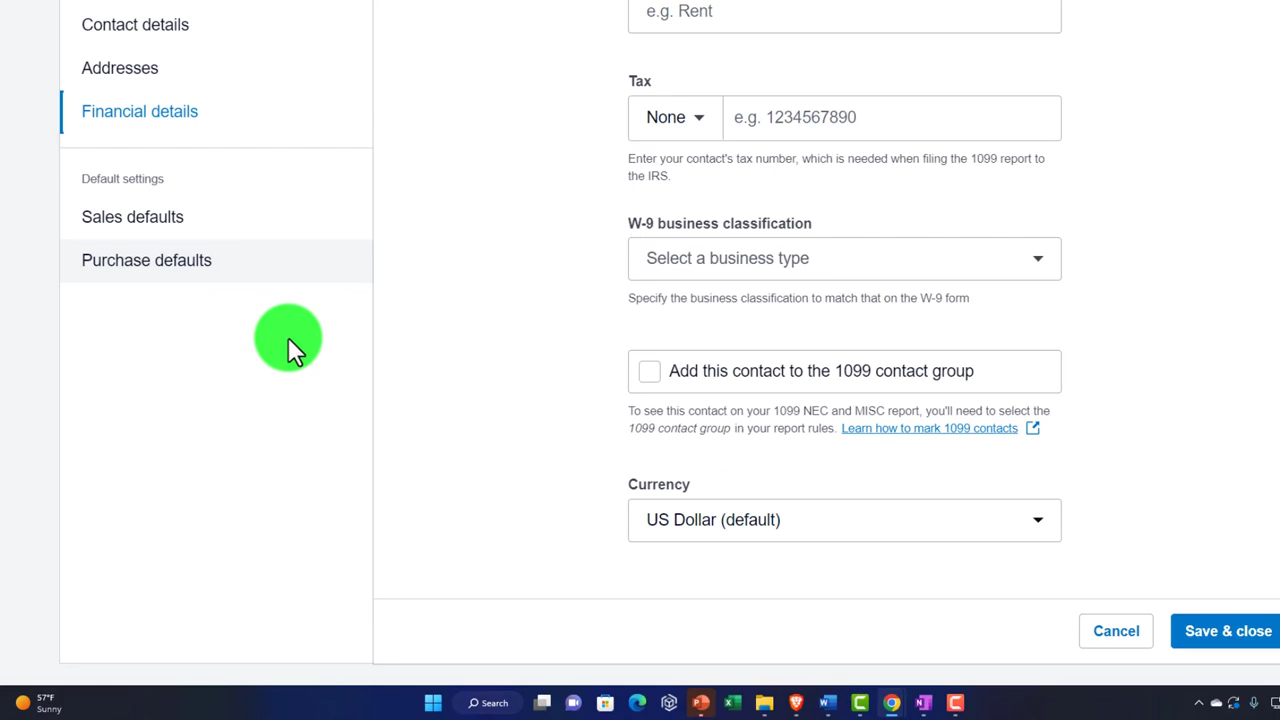 Contact details
Addresses
Financial details
Default settings
Sales defaults
Purchase defaults
e.g. Rent
Tax
None
e.g. 1234567890
Enter your contact's tax number, which is needed when filing the 1099 report to
the IRS.
W-9 business classification
Select a business type
Specify the business classification to match that on the W-9 form
Add this contact to the 1099 contact group
To see this contact on your 1099 NEC and MISC report, you'll need to select the
1099 contact group in your report rules. Learn how to mark 1099 contacts
Currency
US Dollar (default)
Cancel
Save & close
57°F
Sunny
Search